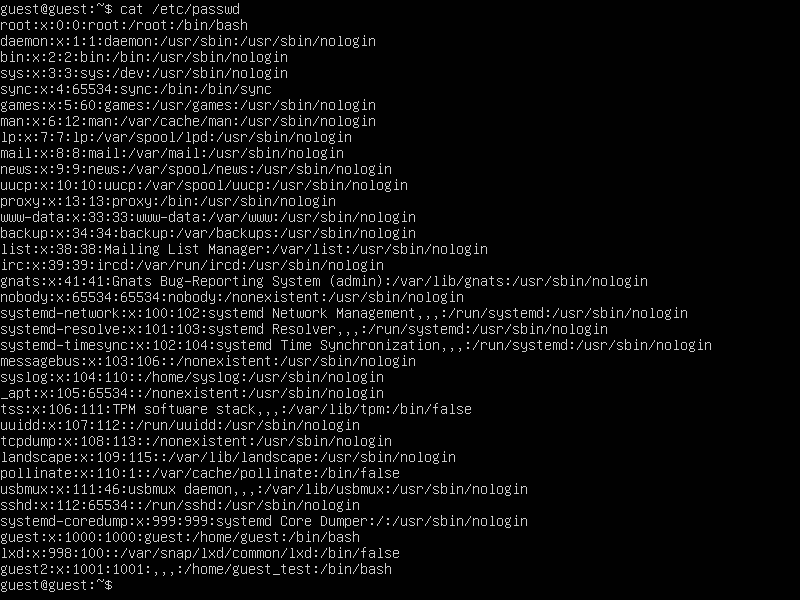 guest@guest:~$ cat /etc/passwd
root:x:0:0:root:/root:/bin/bash
daemon:x:1:1:daemon:/usr/sbin:/usr/sbin/nologin
bin:x:2:2:bin:/bin:/usr/sbin/nologin
sys:x:3:3:sys:/dev:/usr/sbin/nologin
sync:x:4:65534:sync:/bin:/bin/sync
games:x:5:60:games:/usr/games:/usr/sbin/nologin
man:x:6:12:man:/var/cache/man:/usr/sbin/nologin
lp:x:7:7:lp:/var/spool/lpd:/usr/sbin/nologin
mail:x:8:8:mail:/var/mail:/usr/sbin/nologin
news:x:9:9:news:/var/spool/news:/usr/sbin/nologin
uucp:x:10:10:uucp:/var/spool/uucp:/usr/sbin/nologin
proxy:x:13:13:proxy:/bin:/usr/sbin/nologin
www-data:x:33:33:www-data:/var/www:/usr/sbin/nologin
backup:x:34:34:backup:/var/backups:/usr/sbin/nologin
list:x:38:38:Mailing List Manager:/var/list:/usr/sbin/nologin
irc:x:39:39:ircd:/var/run/ircd:/usr/sbin/nologin
gnats:x:41:41:Gnats Bug-Reporting System (admin):/var/lib/gnats:/usr/sbin/nologin
nobody:x:65534:65534:nobody:/nonexistent:/usr/sbin/nologin
systemd-network:x:100:102:systemd Network Management,,,:/run/systemd:/usr/sbin/nologin
systemd-resolve:x:101:103:systemd Resolver,,,:/run/systemd:/usr/sbin/nologin
systemd-timesync:x:102:104:systemd Time Synchronization,,,:/run/systemd:/usr/sbin/nologin
messagebus:x:103:106::/nonexistent:/usr/sbin/nologin
syslog:x:104:110::/home/syslog:/usr/sbin/nologin
_apt:x:105:65534::/nonexistent:/usr/sbin/nologin
tss:x:106:111:TPM software stack,,,:/var/lib/tpm:/bin/false
uuidd:x:107:112::/run/uuidd:/usr/sbin/nologin
tcpdump:x:108:113::/nonexistent:/usr/sbin/nologin
landscape:x:109:115::/var/lib/landscape:/usr/sbin/nologin
pollinate:x:110:1::/var/cache/pollinate:/bin/false
usbmux:x:111:46:usbmux daemon,,,:/var/lib/usbmux:/usr/sbin/nologin
sshd:x:112:65534::/run/sshd:/usr/sbin/nologin
systemd-coredump:x:999:999:systemd Core Dumper:/:/usr/sbin/nologin
guest:x:1000:1000:guest:/home/guest:/bin/bash
lxd:x:998:100::/var/snap/lxd/common/lxd:/bin/false
guest2:x:1001:1001:,,,:/home/guest_test:/bin/bash
guest@guest:~$